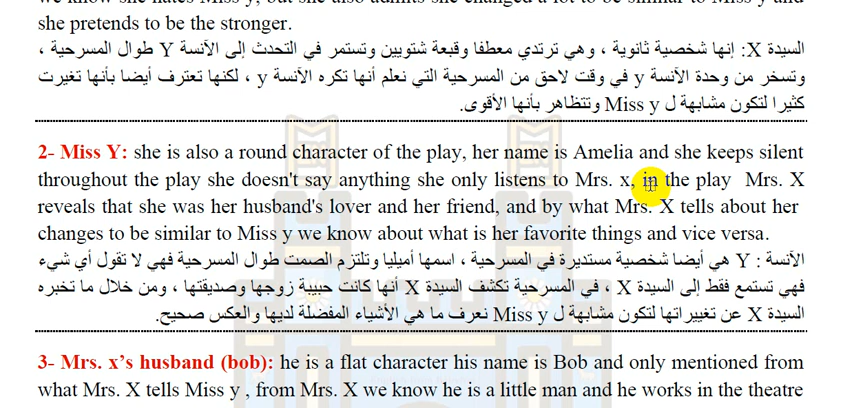 we know she hates Miss y, but she also admits she changed a lot to be similar to Miss y and
she pretends to be the stronger.
السيدة X: إنها شخصية ثانوية ، وهي ترتدي معطفا وقبعة شتويين وتستمر في التحدث إلى الآنسة Y طوال المسرحية ،
وتسخر من وحدة الآنسة y في وقت لاحق من المسرحية التي نعلم أنها تكره الآنسة y ، لكنها تعترف أيضا بأنها تغيرت
كثيرا لتكون مشابهة ل Miss y وتتظاهر بأنها الأقوى.
2- Miss Y: she is also a round character of the play, her name is Amelia and she keeps silent
throughout the play she doesn't say anything she only listens to Mrs. x, in the play Mrs. X
reveals that she was her husband's lover and her friend, and by what Mrs. X tells about her
changes to be similar to Miss y we know about what is her favorite things and vice versa.
الآنسة : Y هي أيضا شخصية مستديرة في المسرحية ، اسمها أميليا وتلتزم الصمت طوال المسرحية فهي لا تقول أي شيء
فهي تستمع فقط إلى السيدة X ، في المسرحية تكشف السيدة X أنها كانت حبيبة زوجها وصديقتها ، ومن خلال ما تخبره
السيدة X عن تغييراتها لتكون مشابهة ل Miss y نعرف ما هي الأشياء المفضلة لديها والعكس صحيح.
3- Mrs. x's husband (bob): he is a flat character his name is Bob and only mentioned from
what Mrs. X tells Miss y , from Mrs. X we know he is a little man and he works in the theatre